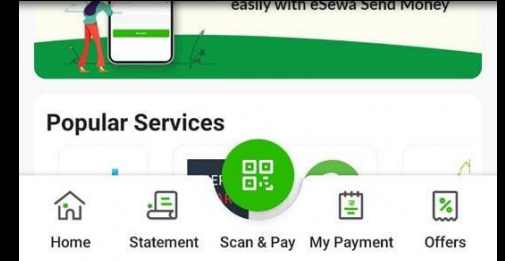 easily with eSewa Send Money
Popular Services
Home
Statement
Scan & Pay
My Payment
Offers